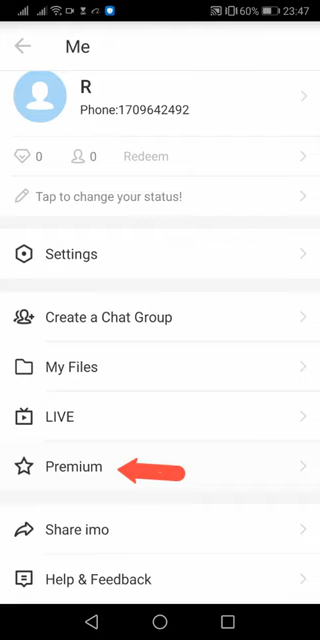 60% 23:47
Me
R
Phone:1709642492
0 0 Redeem
Tap to change your status!
Settings
Create a Chat Group
My Files
LIVE
Premium
Share imo
Help & Feedback